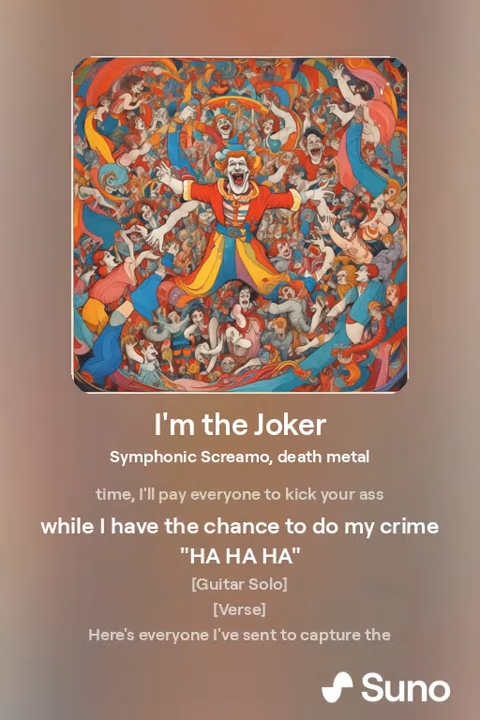 I'm the Joker
Symphonic Screamo, death metal
time, I'll pay everyone to kick your ass
while I have the chance to do my crime
"HA HA HA"
[Guitar Solo]
[Verse]
Here's everyone I've sent to capture the
Suno